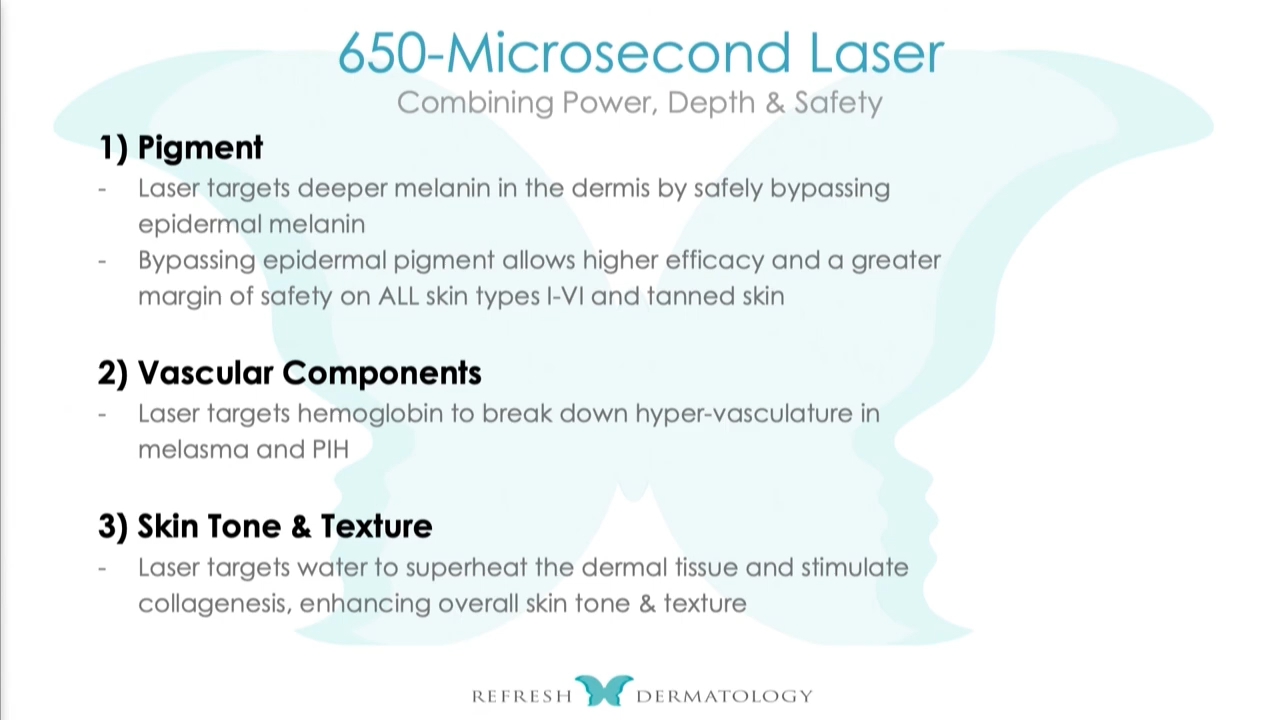 650-Microsecond Laser
Combining Power, Depth & Safety
1) Pigment
- Laser targets deeper melanin in the dermis by safely bypassing
epidermal melanin
- Bypassing epidermal pigment allows higher efficacy and a greater
margin of safety on ALL skin types I-VI and tanned skin
2) Vascular Components
- Laser targets hemoglobin to break down hyper-vasculature in
melasma and PIH
3) Skin Tone & Texture
- Laser targets water to superheat the dermal tissue and stimulate
collagenesis, enhancing overall skin tone & texture
REFRESH DERMATOLOGY